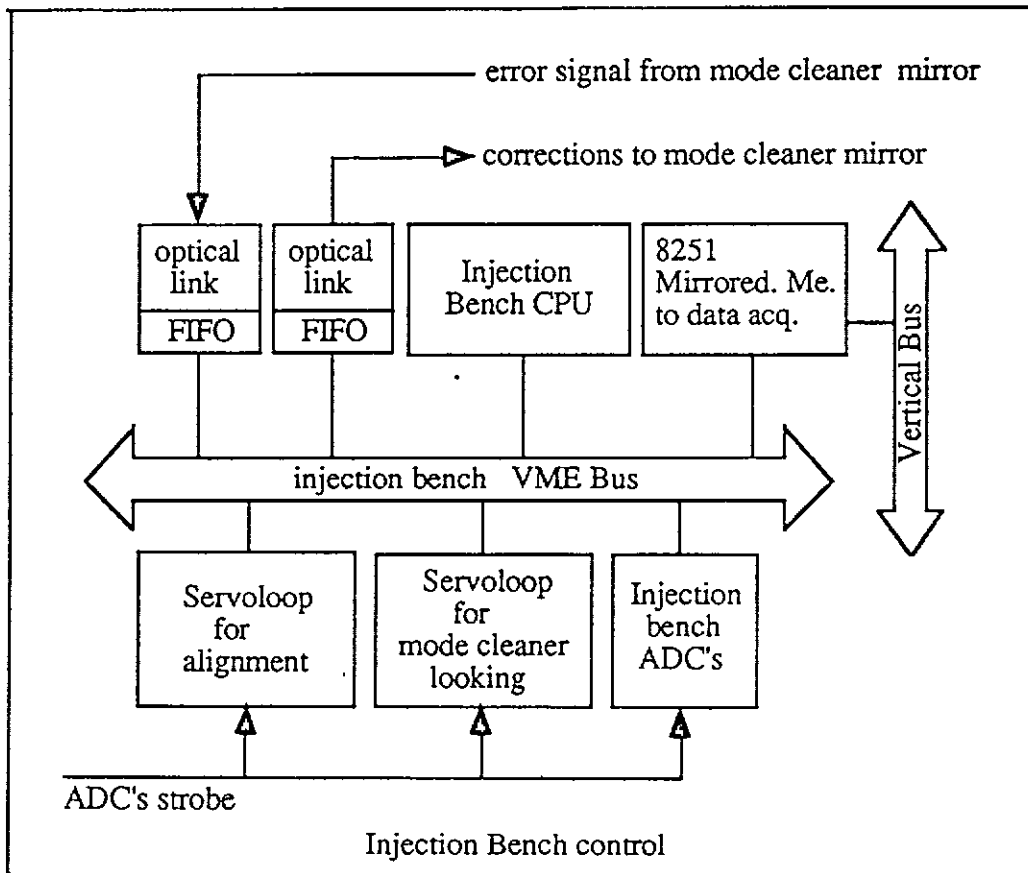 error signal from mode cleaner mirror
corrections to mode cleaner mirror
optical
link
FIFO
optical
link
FIFO
Injection
Bench CPU
8251
Mirrored. Me.
to data acq.
Vertical Bus
injection bench VME Bus
Servoloop
for
alignment
Servoloop
for
mode cleaner
looking
Injection
bench
ADC's
ADC's strobe
Injection Bench control